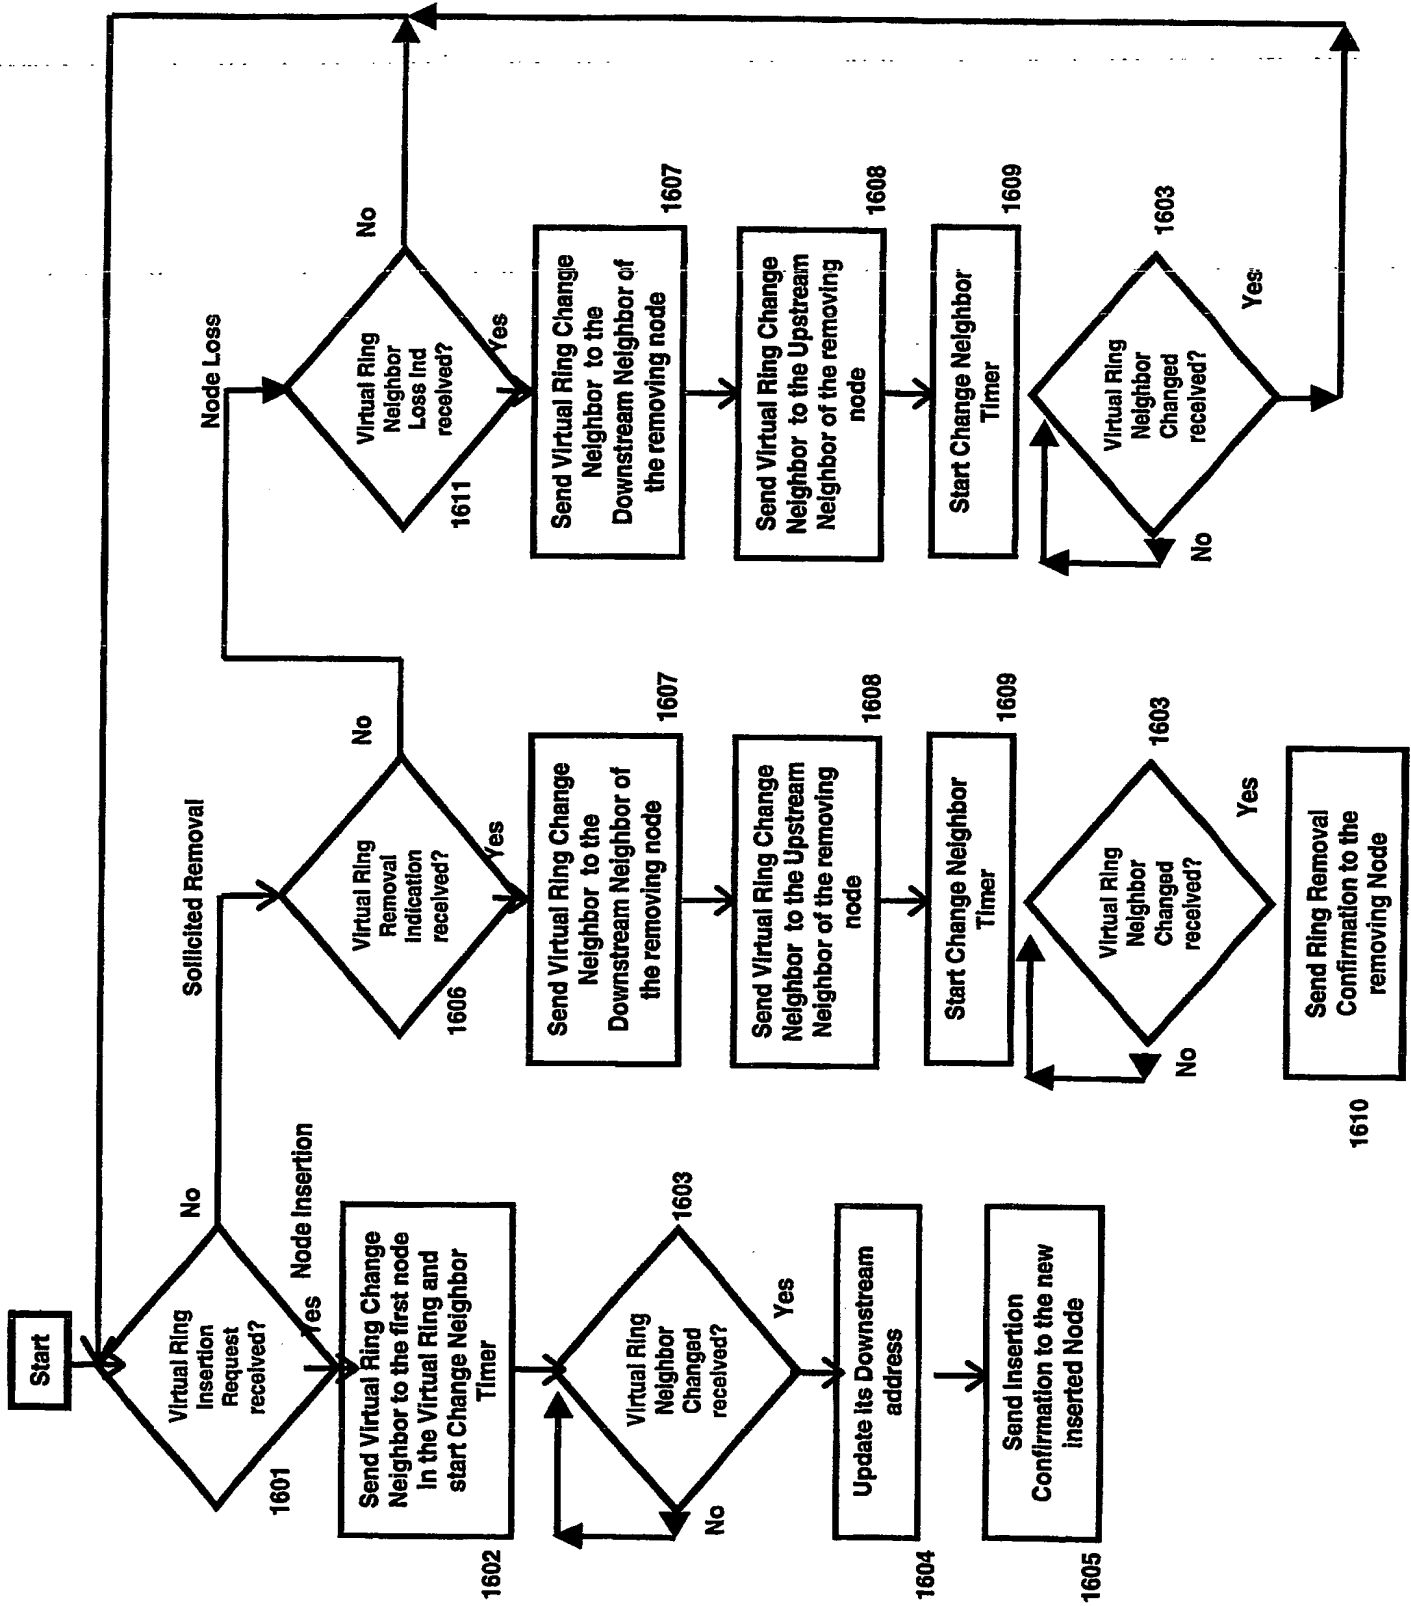 Start
Virtual Ring
Insertion
Request
received?
1601
No
Yes
Node Insertion
Send Virtual Ring Change
Neighbor to the first node
in the Virtual Ring and
start Change Neighbor
Timer
1602
Virtual Ring
Neighbor
Changed
received?
1603
No
Yes
Update its Downstream
address
1604
Send Insertion
Confirmation to the new
inserted Node
1605
Sollicited Removal
Virtual Ring
Removal
Indication
received?
1606
No
Yes
Send Virtual Ring Change
Neighbor to the
Downstream Neighbor of
the removing node
1607
Send Virtual Ring Change
Neighbor to the Upstream
Neighbor of the removing
node
1608
Start Change Neighbor
Timer
1609
Virtual Ring
Neighbor
Changed
received?
1603
No
Yes
Send Ring Removal
Confirmation to the
removing Node
1610
Node Loss
Virtual Ring
Neighbor
Loss Ind
received?
1611
No
Yes
Send Virtual Ring Change
Neighbor to the
Downstream Neighbor of
the removing node
1607
Send Virtual Ring Change
Neighbor to the Upstream
Neighbor of the removing
node
1608
Start Change Neighbor
Timer
1609
Virtual Ring
Neighbor
Changed
received?
1603
No
Yes